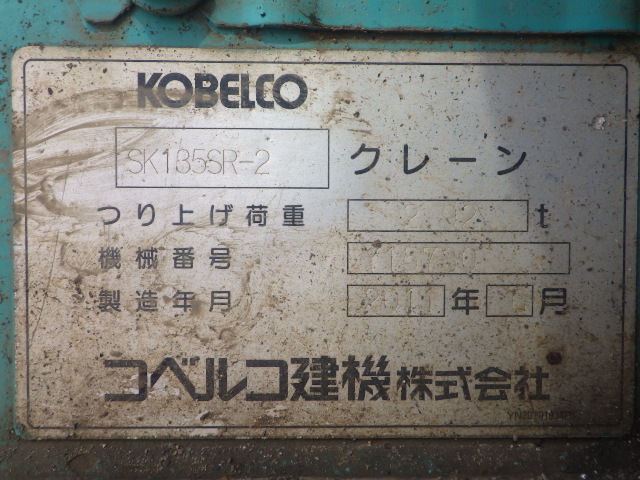 KOBELCO
SK135SR-2 クレーン
つり上げ荷重 t
機械番号
製造年月 2011 年 月
コベルコ建機株式会社